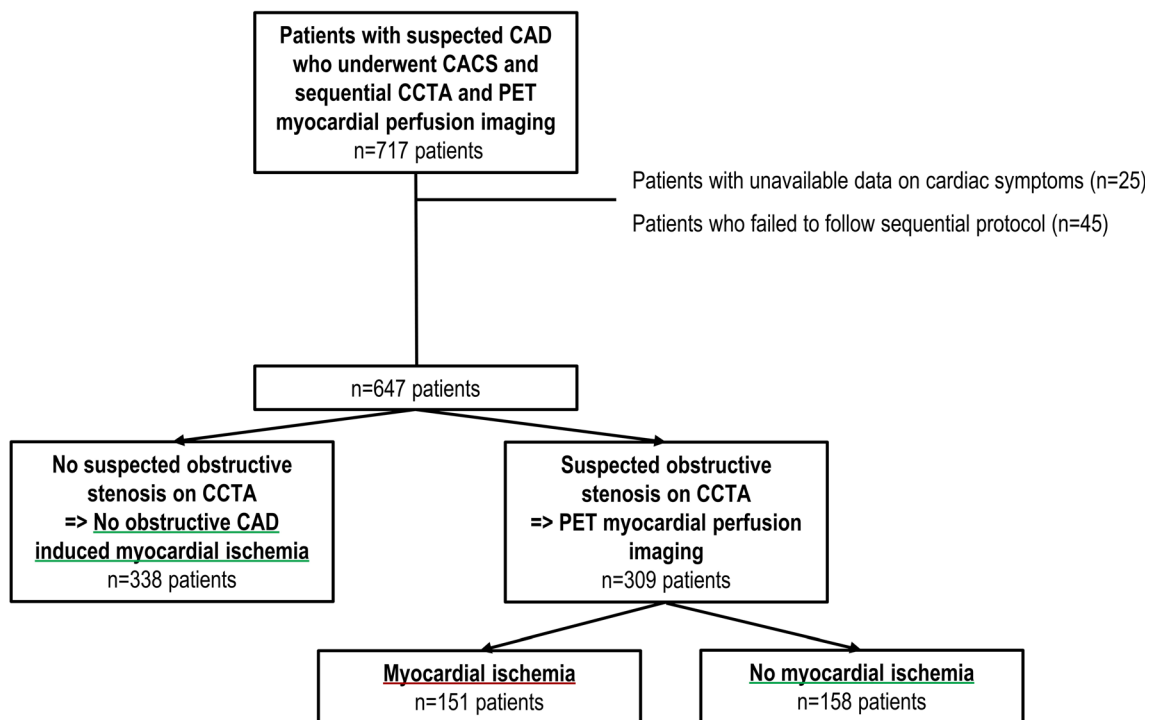 Patients with suspected CAD
who underwent CACS and
sequential CCTA and PET
myocardial perfusion imaging
n=717 patients
Patients with unavailable data on cardiac symptoms (n=25)
Patients who failed to follow sequential protocol (n=45)
n=647 patients
No suspected obstructive
stenosis on CCTA
=> No obstructive CAD
induced myocardial ischemia
n=338 patients
Suspected obstructive
stenosis on CCTA
=> PET myocardial perfusion
imaging
n=309 patients
Myocardial ischemia
n=151 patients
No myocardial ischemia
n=158 patients